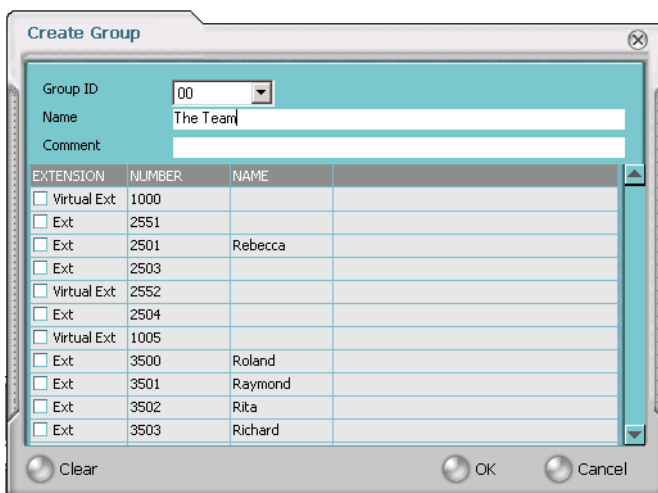 Create Group
Group ID 00
Name The Team
Comment
EXTENSION NUMBER NAME
Virtual Ext 1000
Ext 2551
Ext 2501 Rebecca
Ext 2503
Virtual Ext 2552
Ext 2504
Virtual Ext 1005
Ext 3500 Roland
Ext 3501 Raymond
Ext 3502 Rita
Ext 3503 Richard
Clear OK Cancel